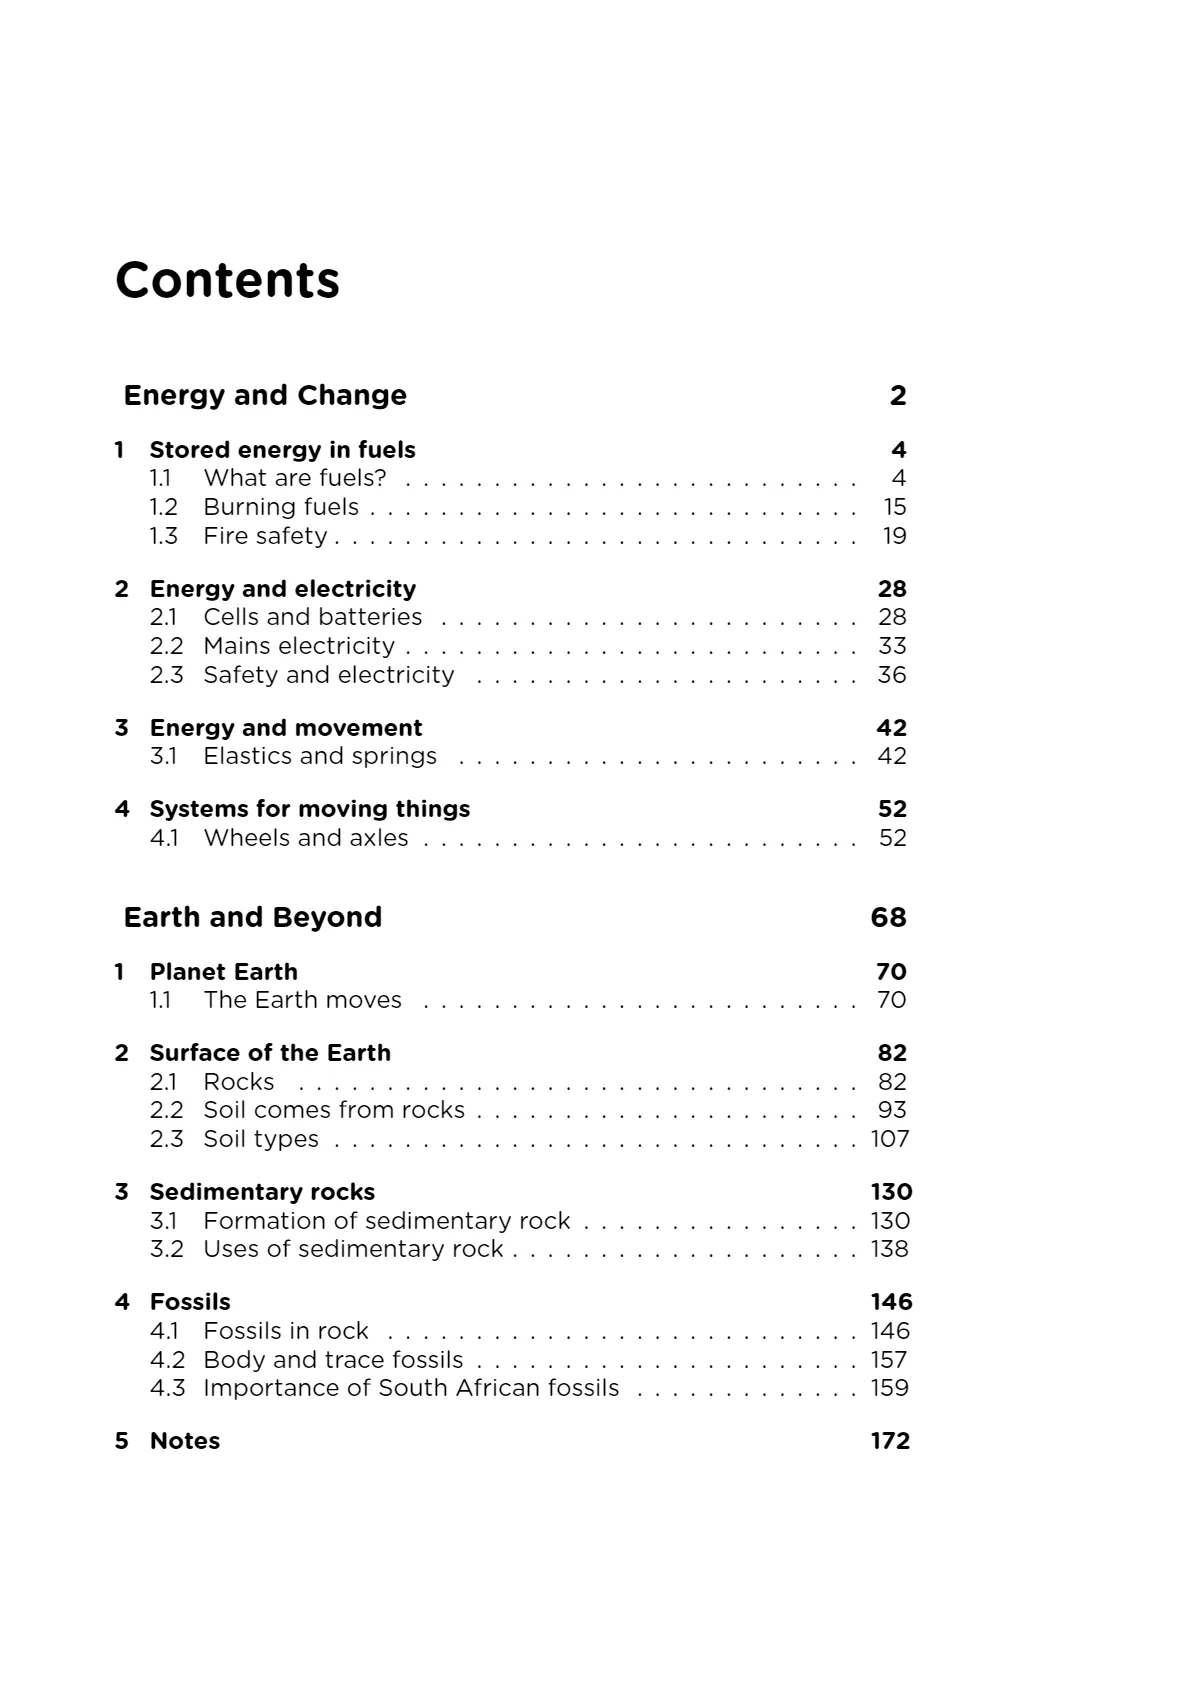 Contents
Energy and Change 2
1 Stored energy in fuels 4
1.1 What are fuels? . . . . . . . . . . . . . . . . . . . . . . . . . . 4
1.2 Burning fuels . . . . . . . . . . . . . . . . . . . . . . . . . . . . 15
1.3 Fire safety . . . . . . . . . . . . . . . . . . . . . . . . . . . . . . 19
2 Energy and electricity 28
2.1 Cells and batteries . . . . . . . . . . . . . . . . . . . . . . . . 28
2.2 Mains electricity . . . . . . . . . . . . . . . . . . . . . . . . . . 33
2.3 Safety and electricity . . . . . . . . . . . . . . . . . . . . . . 36
3 Energy and movement 42
3.1 Elastics and springs . . . . . . . . . . . . . . . . . . . . . . . 42
4 Systems for moving things 52
4.1 Wheels and axles . . . . . . . . . . . . . . . . . . . . . . . . . 52
Earth and Beyond 68
1 Planet Earth 70
1.1 The Earth moves . . . . . . . . . . . . . . . . . . . . . . . . . 70
2 Surface of the Earth 82
2.1 Rocks . . . . . . . . . . . . . . . . . . . . . . . . . . . . . . . . 82
2.2 Soil comes from rocks . . . . . . . . . . . . . . . . . . . . . . 93
2.3 Soil types . . . . . . . . . . . . . . . . . . . . . . . . . . . . . . 107
3 Sedimentary rocks 130
3.1 Formation of sedimentary rock . . . . . . . . . . . . . . . . 130
3.2 Uses of sedimentary rock . . . . . . . . . . . . . . . . . . . . 138
4 Fossils 146
4.1 Fossils in rock . . . . . . . . . . . . . . . . . . . . . . . . . . . 146
4.2 Body and trace fossils . . . . . . . . . . . . . . . . . . . . . . 157
4.3 Importance of South African fossils . . . . . . . . . . . . . 159
5 Notes 172